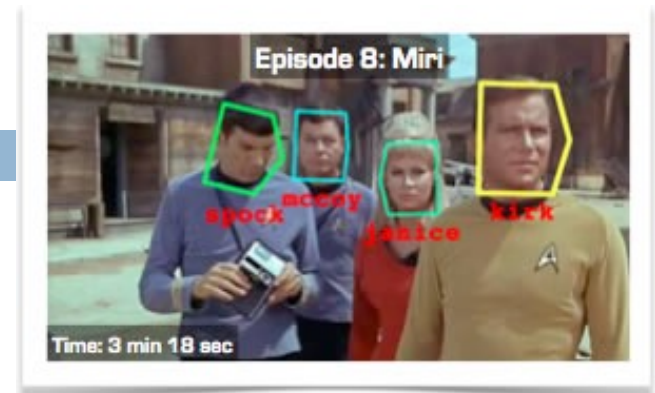 Episode 8: Miri
spock
mccoy
janice
kirk
Time: 3 min 18 sec